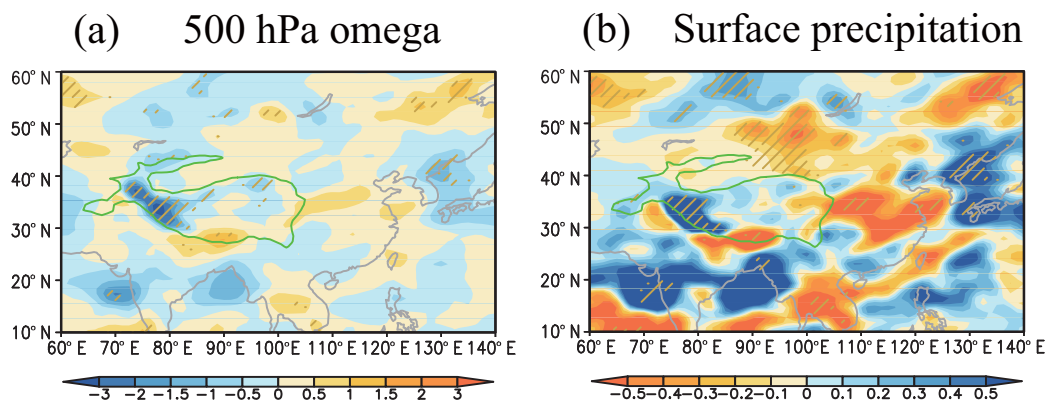 (a) 500 hPa omega
(b) Surface precipitation
60° N
50° N
40° N
30° N
20° N
10° N
60° E 70° E 80° E 90° E 100° E 110° E 120° E 130° E 140° E
-3 -2 -1.5 -1 -0.5 0 0.5 1 1.5 2 3
60° N
50° N
40° N
30° N
20° N
10° N
60° E 70° E 80° E 90° E 100° E 110° E 120° E 130° E 140° E
-0.5 -0.4 -0.3 -0.2 -0.1 0 0.1 0.2 0.3 0.4 0.5